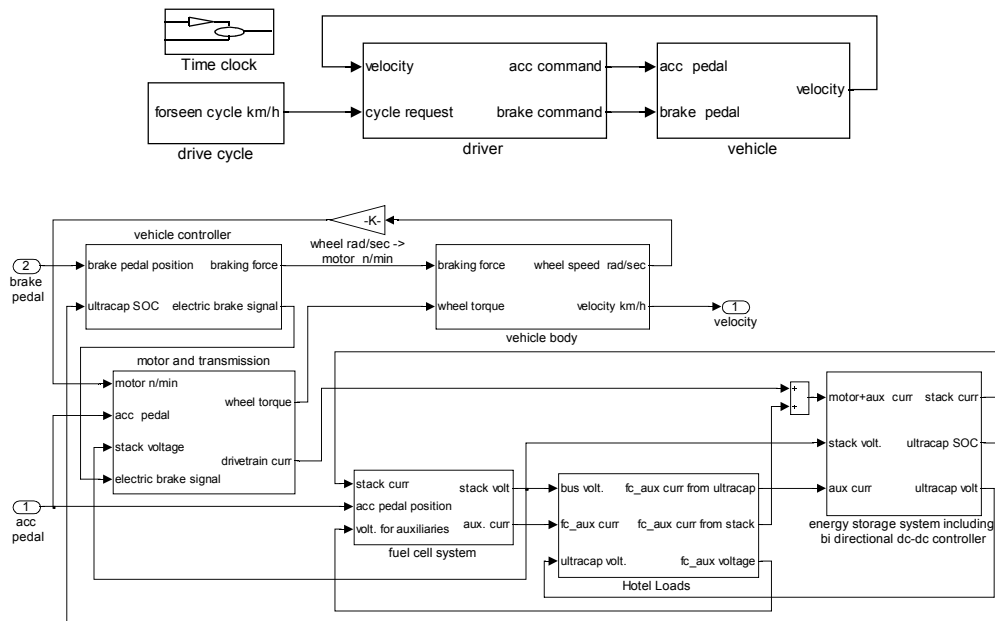 Time clock
forseen cycle km/h
drive cycle
velocity
acc command
cycle request
brake command
driver
acc pedal
velocity
brake pedal
vehicle
-K-
wheel rad/sec ->
motor n/min
vehicle controller
2
brake
pedal
brake pedal position
braking force
ultracap SOC
electric brake signal
braking force
wheel speed rad/sec
wheel torque
velocity km/h
vehicle body
1
velocity
motor and transmission
motor n/min
wheel torque
acc pedal
stack voltage
drivetrain curr
electric brake signal
1
acc
pedal
stack curr
stack volt
acc pedal position
volt. for auxiliaries
aux. curr
fuel cell system
bus volt.
fc_aux curr from ultracap
fc_aux curr
fc_aux curr from stack
ultracap volt.
fc_aux voltage
Hotel Loads
+
+
motor+aux curr
stack curr
stack volt.
ultracap SOC
aux curr
ultracap volt
energy storage system including
bi directional dc-dc controller